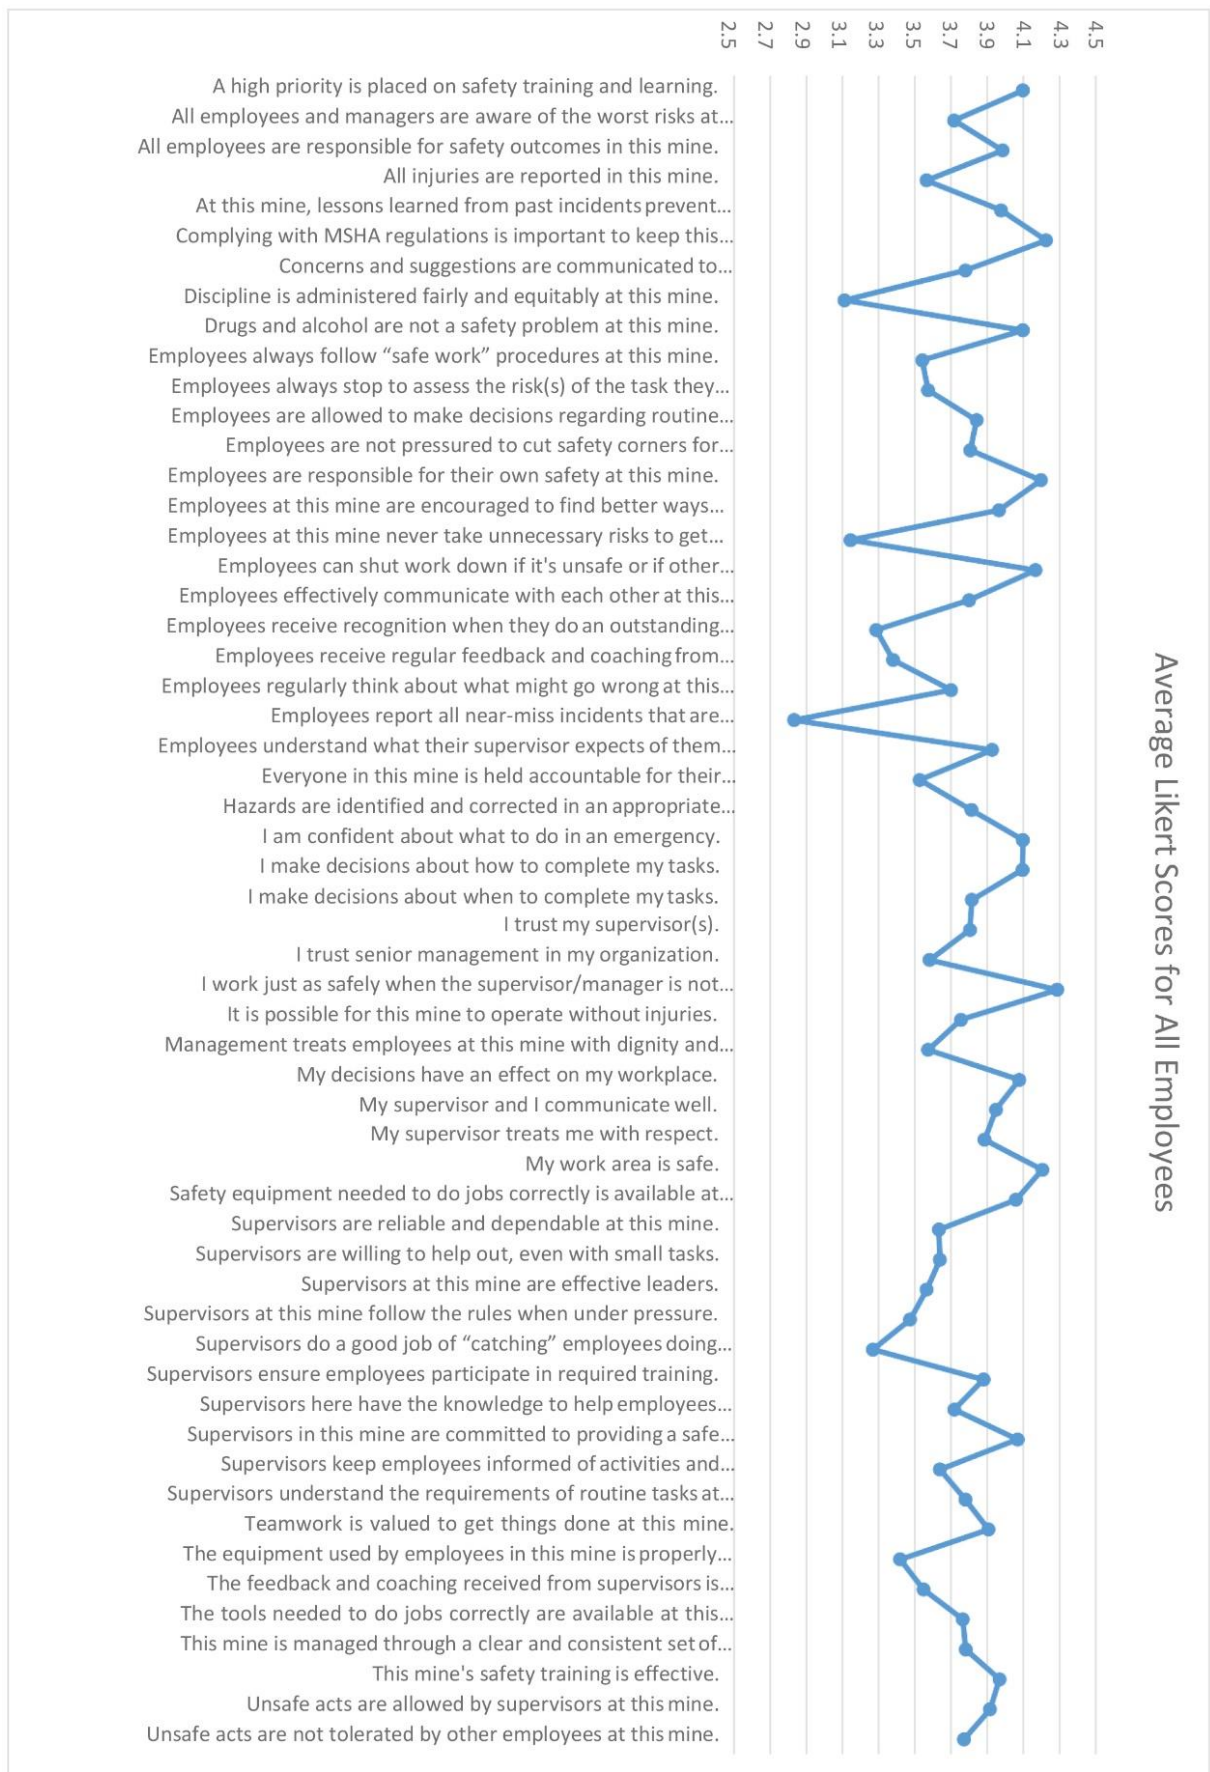 2.5
2.7
2.9
3.1
3.3
3.5
3.7
3.9
4.1
4.3
4.5
A high priority is placed on safety training and learning.
All employees and managers are aware of the worst risks at...
All employees are responsible for safety outcomes in this mine.
All injuries are reported in this mine.
At this mine, lessons learned from past incidents prevent...
Complying with MSHA regulations is important to keep this...
Concerns and suggestions are communicated to...
Discipline is administered fairly and equitably at this mine.
Drugs and alcohol are not a safety problem at this mine.
Employees always follow “safe work” procedures at this mine.
Employees always stop to assess the risk(s) of the task they...
Employees are allowed to make decisions regarding routine...
Employees are not pressured to cut safety corners for...
Employees are responsible for their own safety at this mine.
Employees at this mine are encouraged to find better ways...
Employees at this mine never take unnecessary risks to get...
Employees can shut work down if it's unsafe or if other...
Employees effectively communicate with each other at this...
Employees receive recognition when they do an outstanding...
Employees receive regular feedback and coaching from...
Employees regularly think about what might go wrong at this...
Employees report all near-miss incidents that are...
Employees understand what their supervisor expects of them...
Everyone in this mine is held accountable for their...
Hazards are identified and corrected in an appropriate...
I am confident about what to do in an emergency.
I make decisions about how to complete my tasks.
I make decisions about when to complete my tasks.
I trust my supervisor(s).
I trust senior management in my organization.
I work just as safely when the supervisor/manager is not...
It is possible for this mine to operate without injuries.
Management treats employees at this mine with dignity and...
My decisions have an effect on my workplace.
My supervisor and I communicate well.
My supervisor treats me with respect.
My work area is safe.
Safety equipment needed to do jobs correctly is available at...
Supervisors are reliable and dependable at this mine.
Supervisors are willing to help out, even with small tasks.
Supervisors at this mine are effective leaders.
Supervisors at this mine follow the rules when under pressure.
Supervisors do a good job of “catching” employees doing...
Supervisors ensure employees participate in required training.
Supervisors here have the knowledge to help employees...
Supervisors in this mine are committed to providing a safe...
Supervisors keep employees informed of activities and...
Supervisors understand the requirements of routine tasks at...
Teamwork is valued to get things done at this mine.
The equipment used by employees in this mine is properly...
The feedback and coaching received from supervisors is...
The tools needed to do jobs correctly are available at this...
This mine is managed through a clear and consistent set of...
This mine's safety training is effective.
Unsafe acts are allowed by supervisors at this mine.
Unsafe acts are not tolerated by other employees at this mine.
Average Likert Scores for All Employees